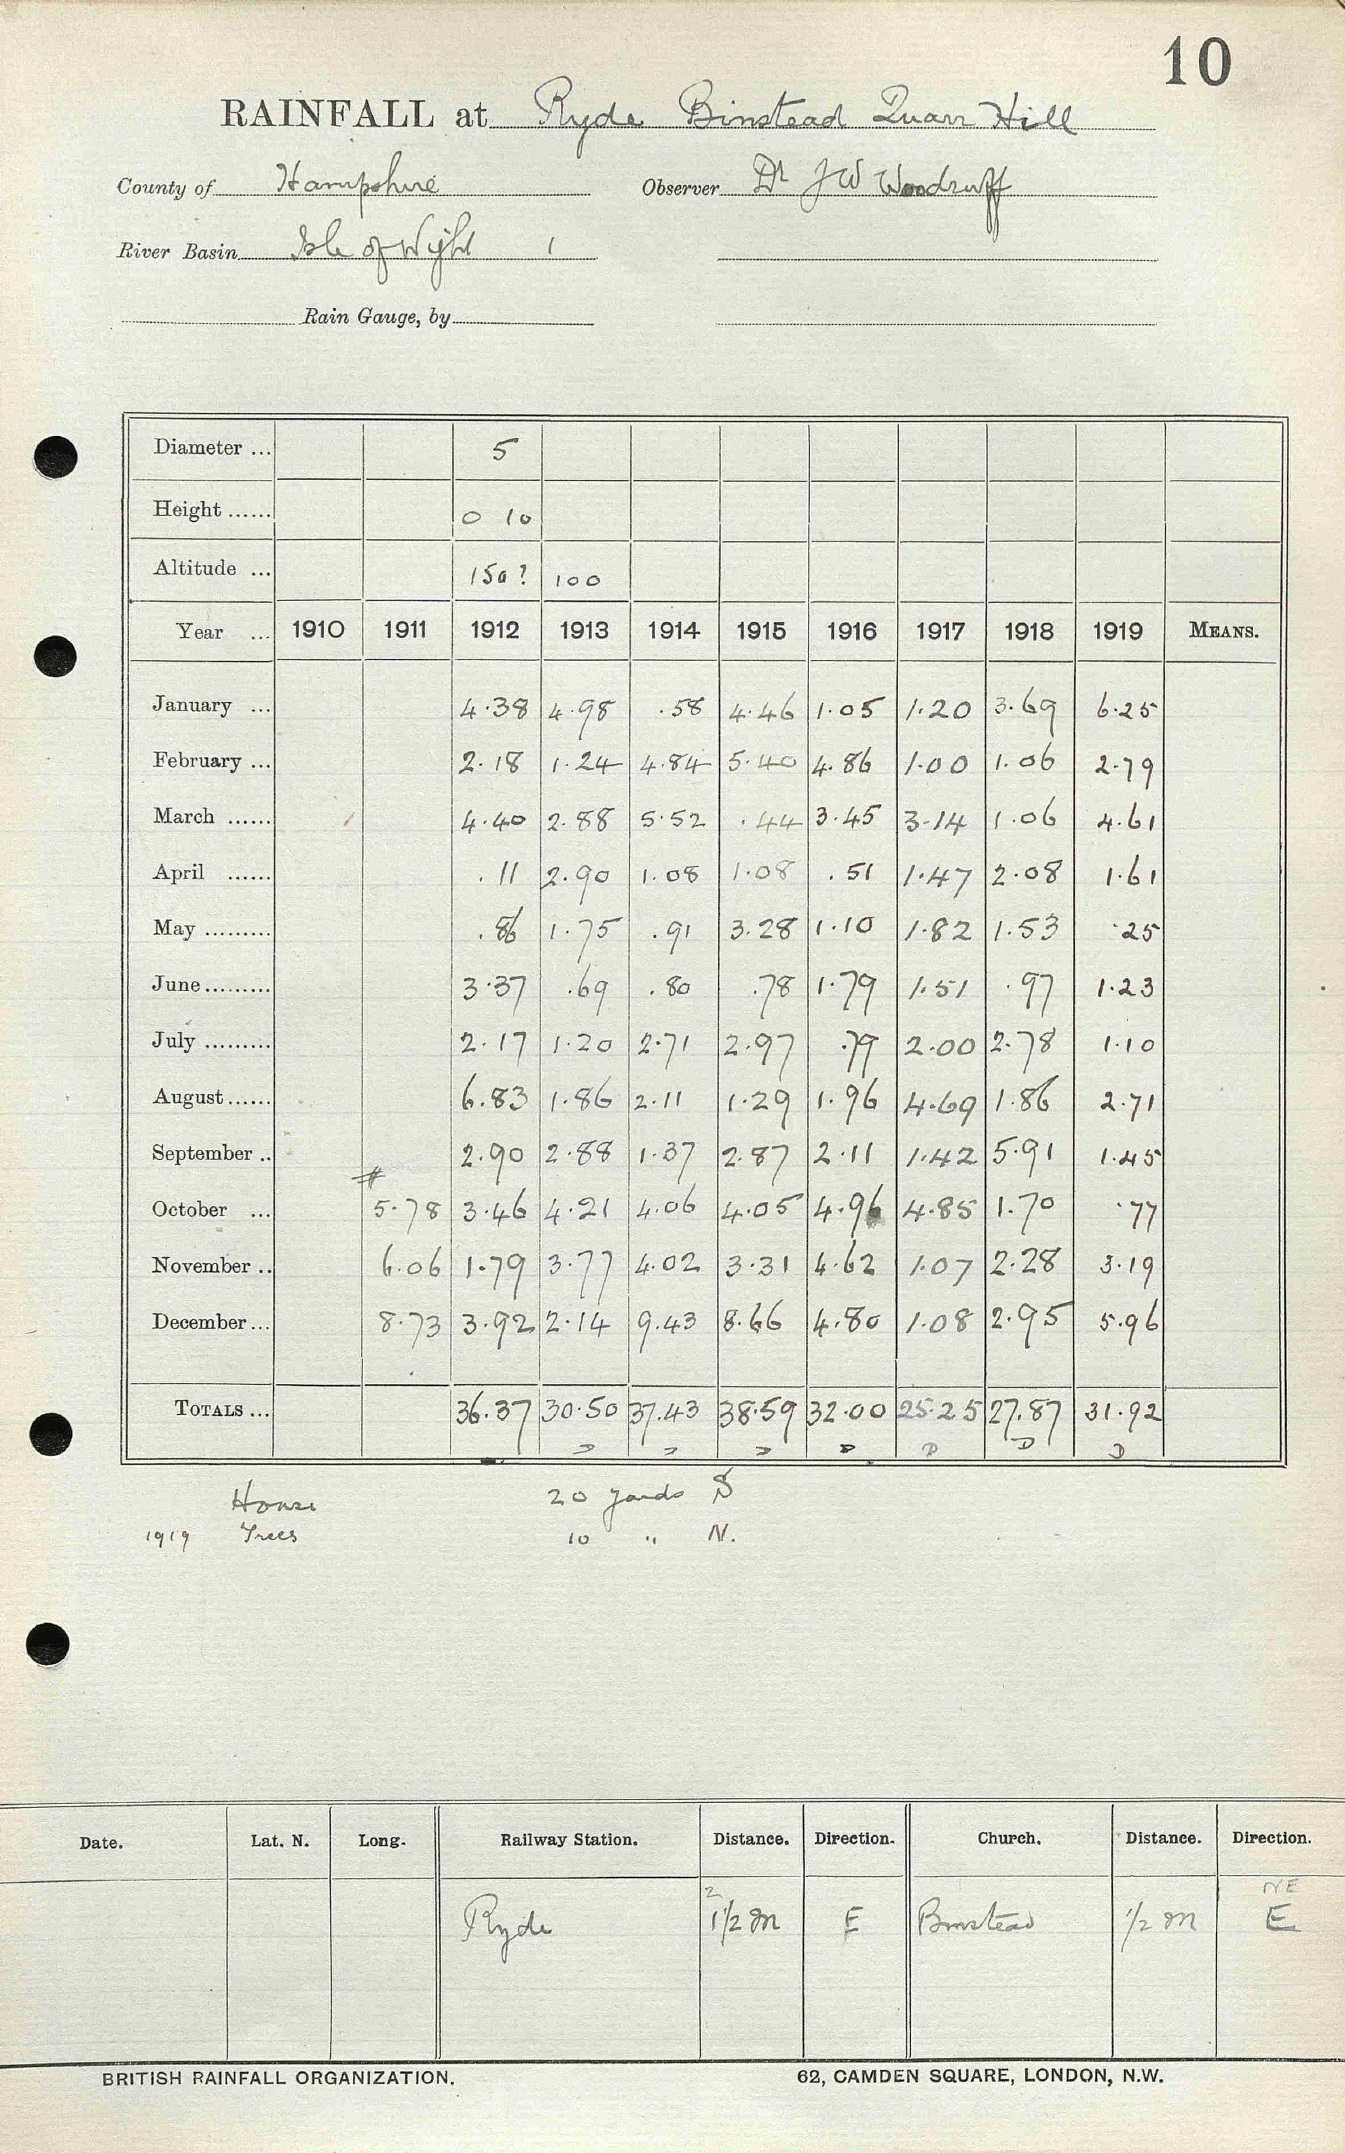 10
RAINFALL at Ryde Binstead Quarr Hill
County of Hampshire Observer Dr J W Woodruff
River Basin Isle of Wight 1
Rain Gauge, by
Diameter ... 5
Height ...... 0 10
Altitude ... 150? 100
Year ... 1910 1911 1912 1913 1914 1915 1916 1917 1918 1919 MEANS.
January ... 4.38 4.98 .58 4.46 1.05 1.20 3.69 6.25
February ... 2.18 1.24 4.84 5.40 4.86 1.00 1.06 2.79
March ...... 4.40 2.88 5.52 .44 3.45 3.14 1.06 4.61
April ...... .11 2.90 1.08 1.08 .51 1.47 2.08 1.61
May ......... .86 1.75 .91 3.28 1.10 1.82 1.53 .25
June ......... 3.37 .69 .80 .78 1.79 1.51 .97 1.23
July ......... 2.17 1.20 2.71 2.97 .79 2.00 2.78 1.10
August ...... 6.83 1.86 2.11 1.29 1.96 4.69 1.86 2.71
September .. 2.90 2.88 1.37 2.87 2.11 1.42 5.91 1.45
#
October ... 5.78 3.46 4.21 4.06 4.05 4.96 4.85 1.70 .77
November .. 6.06 1.79 3.77 4.02 3.31 4.62 1.07 2.28 3.19
December ... 8.73 3.92 2.14 9.43 8.66 4.80 1.08 2.95 5.96
TOTALS ... 36.37 30.50 37.43 38.59 32.00 25.25 27.87 31.92
D D D D D D D
House 20 yards S
1919 Trees 10 " N.
Date. Lat. N. Long. Railway Station. Distance. Direction. Church. Distance. Direction.
2 NE
Ryde 1½ m E Binstead ½ m E
BRITISH RAINFALL ORGANIZATION. 62, CAMDEN SQUARE, LONDON, N.W.